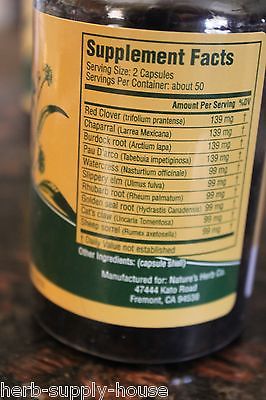 Supplement Facts
Serving Size: 2 Capsules
Servings Per Container: about 50
Amount Per Serving %DV
Red Clover (trifolium prantense) 139 mg †
Chaparral (Larrea Mexicana) 139 mg †
Burdock root (Arctium lapa) 139 mg †
Pau D'arco (Tabebuia impetiginosa) 139 mg †
Watercress (Nasturtium officinale) 99 mg †
Slippery elm (Ulmus fulva) 99 mg †
Rhubarb root (Rheum palmatum) 99 mg †
Golden seal root (Hydrastis Canadensis) 99 mg †
Cat's claw (Uncaria Tomentosa) 99 mg †
Sheep sorrel (Rumex axetosella) 99 mg †
† Daily Value not established
Other Ingredients: (capsule shell)
Manufactured for: Nature's Herb Co.
47444 Kato Road
Fremont, CA 94538
herb-supply-house